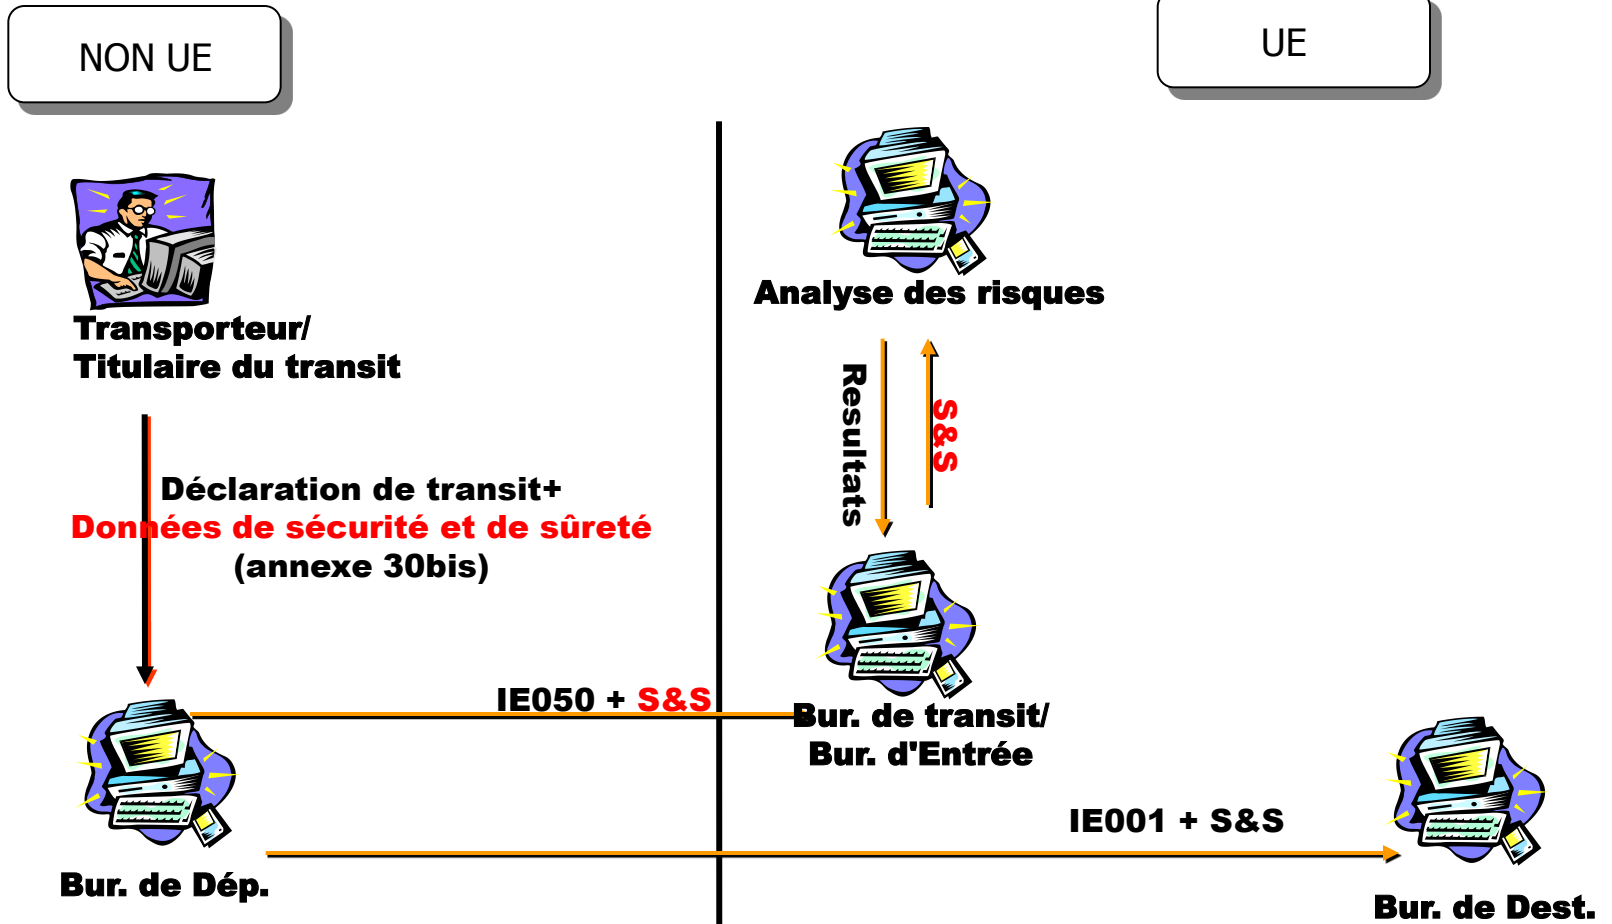 NON UE
UE
Analyse des risques
Transporteur/
Titulaire du transit
Resultats
S&S
Déclaration de transit+
Données de sécurité et de sûreté
(annexe 30bis)
IE050 + S&S
Bur. de transit/
Bur. d'Entrée
IE001 + S&S
Bur. de Dép.
Bur. de Dest.